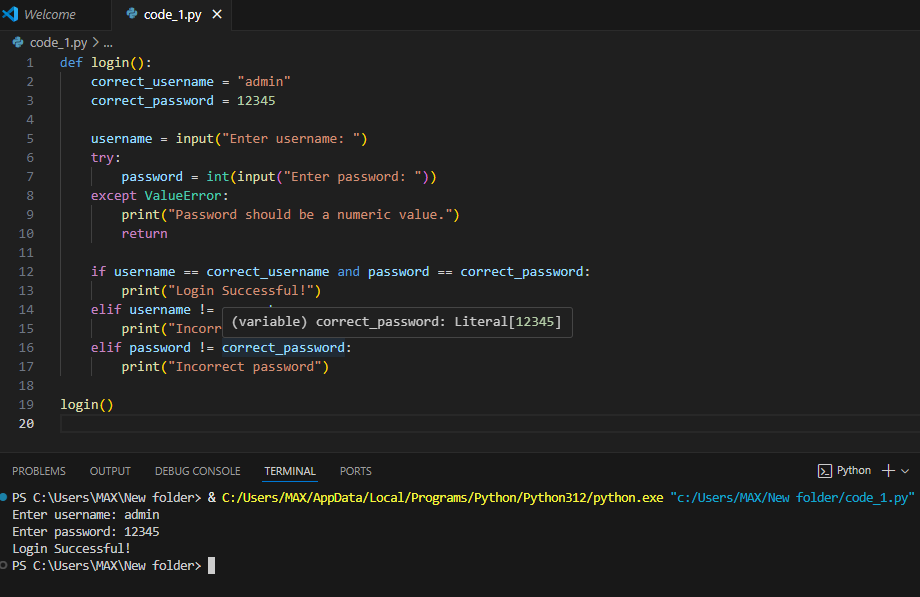 Welcome
code_1.py
code_1.py > ...
1 def login():
2     correct_username = "admin"
3     correct_password = 12345
4
5     username = input("Enter username: ")
6     try:
7         password = int(input("Enter password: "))
8     except ValueError:
9         print("Password should be a numeric value.")
10         return
11
12     if username == correct_username and password == correct_password:
13         print("Login Successful!")
14     elif username !=
(variable) correct_password: Literal[12345]
15         print("Incorr
16     elif password != correct_password:
17         print("Incorrect password")
18
19 login()
20
PROBLEMS OUTPUT DEBUG CONSOLE TERMINAL PORTS Python
PS C:\Users\MAX\New folder> & C:/Users/MAX/AppData/Local/Programs/Python/Python312/python.exe "c:/Users/MAX/New folder/code_1.py"
Enter username: admin
Enter password: 12345
Login Successful!
PS C:\Users\MAX\New folder>